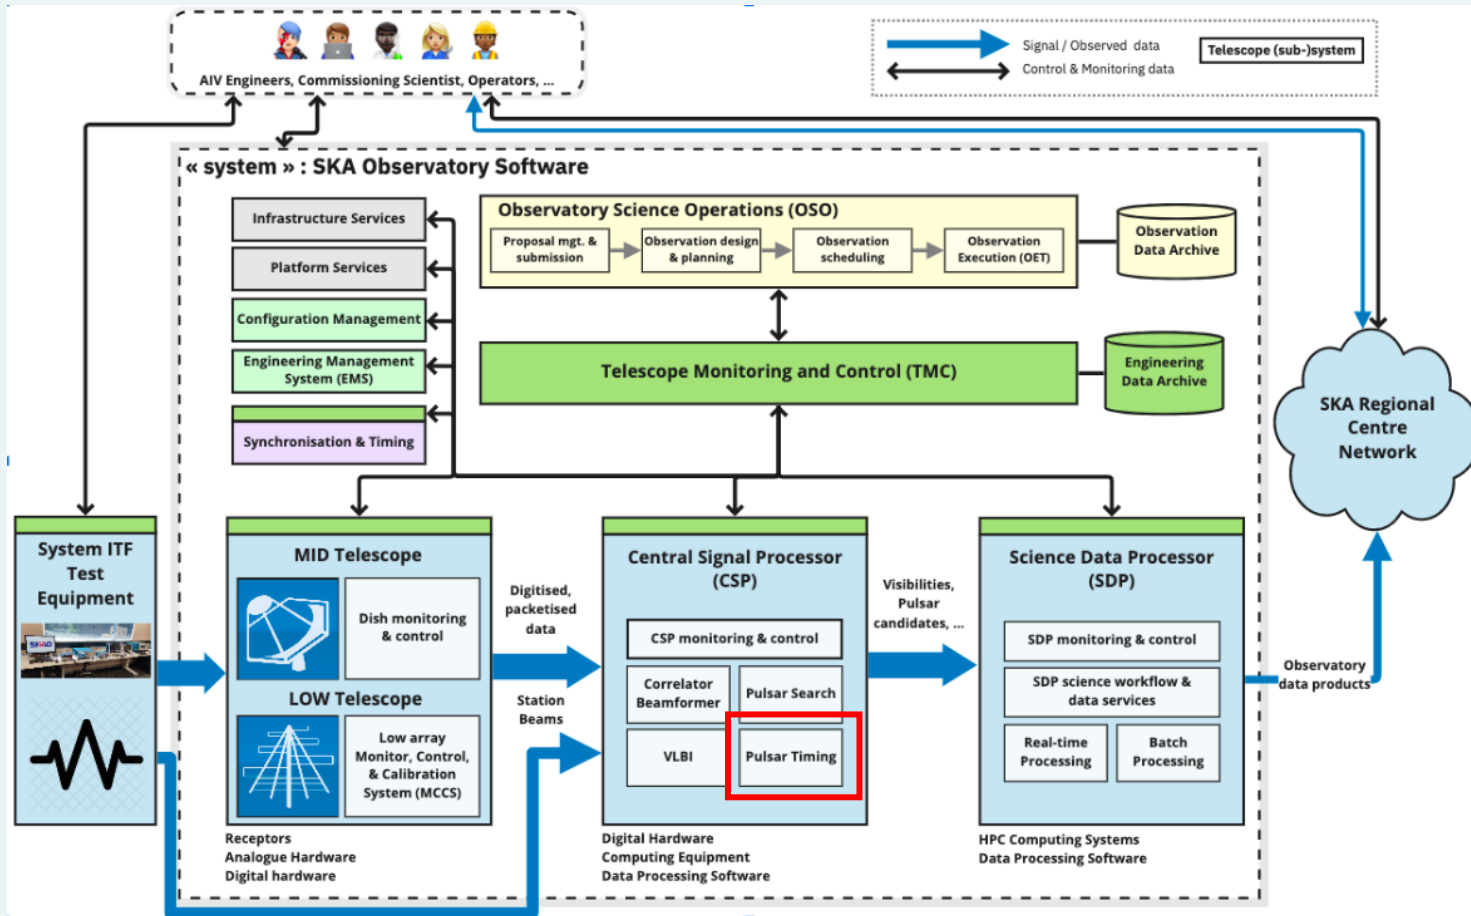 AIV Engineers, Commissioning Scientist, Operators, ...
Signal / Observed data
Control & Monitoring data
Telescope (sub-)system
« system » : SKA Observatory Software
Infrastructure Services
Platform Services
Configuration Management
Engineering Management
System (EMS)
Synchronisation & Timing
Observatory Science Operations (OSO)
Proposal mgt. &
submission
Observation design
& planning
Observation
scheduling
Observation
Execution (OET)
Observation
Data Archive
Telescope Monitoring and Control (TMC)
Engineering
Data Archive
SKA Regional
Centre
Network
System ITF
Test
Equipment
MID Telescope
Dish monitoring
& control
LOW Telescope
Low array
Monitor, Control,
& Calibration
System (MCCS)
Receptors
Analogue Hardware
Digital hardware
Digitised,
packetised
data
Station
Beams
Central Signal Processor
(CSP)
CSP monitoring & control
Correlator
Beamformer
Pulsar Search
VLBI
Pulsar Timing
Digital Hardware
Computing Equipment
Data Processing Software
Visibilities,
Pulsar
candidates, ...
Science Data Processor
(SDP)
SDP monitoring & control
SDP science workflow &
data services
Real-time
Processing
Batch
Processing
HPC Computing Systems
Data Processing Software
Observatory
data products